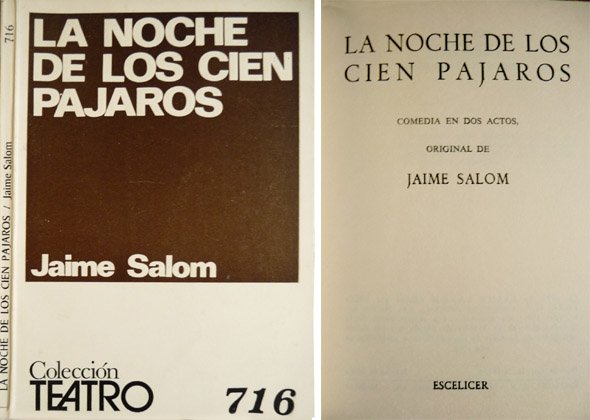 716
LA NOCHE DE LOS CIEN PAJAROS / Jaime Salom
LA NOCHE
DE LOS CIEN
PAJAROS
Jaime Salom
Colección
TEATRO
716
LA NOCHE DE LOS
CIEN PAJAROS
COMEDIA EN DOS ACTOS,
ORIGINAL DE
JAIME SALOM
ESCELICER